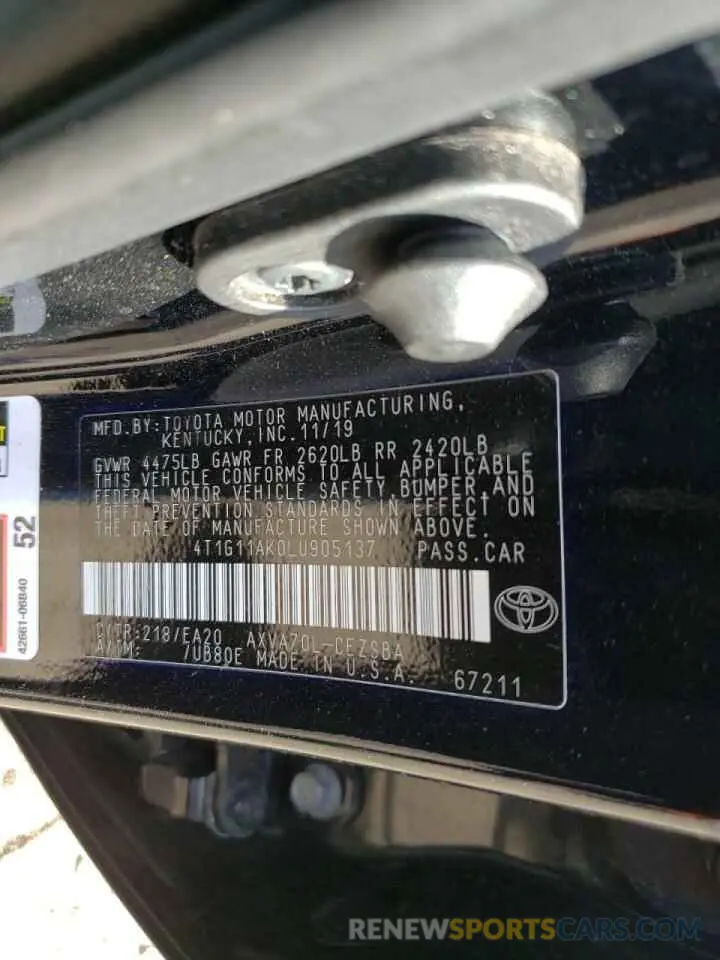 MFD.BY: TOYOTA MOTOR MANUFACTURING,
KENTUCKY, INC. 11/19
GVWR 4475LB GAWR FR 2620LB RR 2420LB
THIS VEHICLE CONFORMS TO ALL APPLICABLE
FEDERAL MOTOR VEHICLE SAFETY, BUMPER, AND
THEFT PREVENTION STANDARDS IN EFFECT ON
THE DATE OF MANUFACTURE SHOWN ABOVE.
4T1G11AK0LU905137 PASS.CAR
C/TR: 218/EA20 AXVA70L-CEZSBA
A/TM: 7UB80E MADE IN U.S.A. 67211
52
42661-06B40
RENEWSPORTSCARS.COM